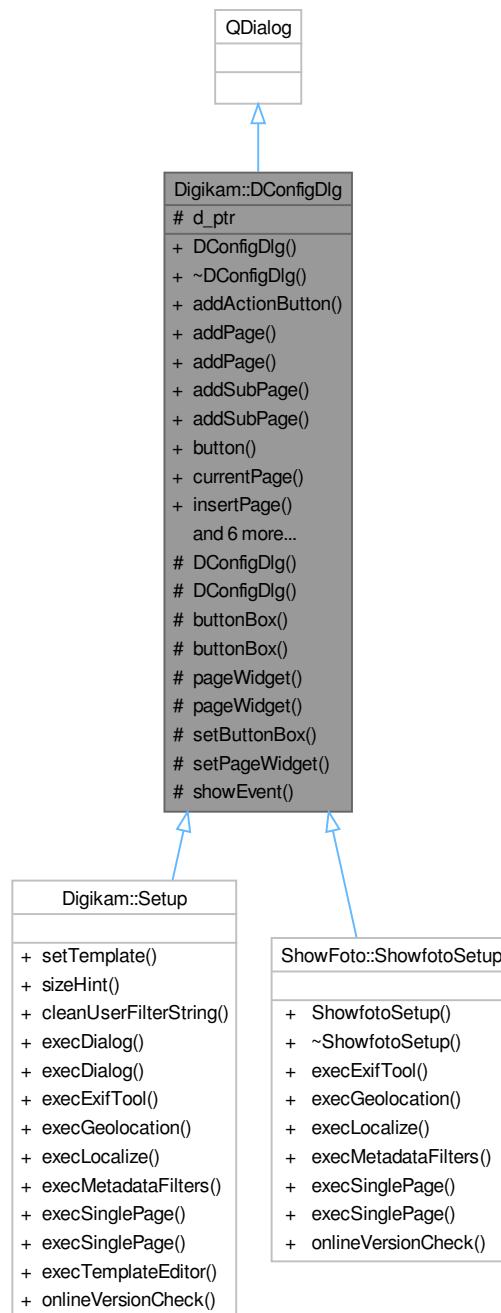 QDialog
Digikam::DConfigDlg
# d_ptr
+ DConfigDlg()
+ ~DConfigDlg()
+ addActionButton()
+ addPage()
+ addPage()
+ addSubPage()
+ addSubPage()
+ button()
+ currentPage()
+ insertPage()
and 6 more...
# DConfigDlg()
# DConfigDlg()
# buttonBox()
# buttonBox()
# pageWidget()
# pageWidget()
# setButtonBox()
# setPageWidget()
# showEvent()
Digikam::Setup
+ setTemplate()
+ sizeHint()
+ cleanUserFilterString()
+ execDialog()
+ execDialog()
+ execExifTool()
+ execGeolocation()
+ execLocalize()
+ execMetadataFilters()
+ execSinglePage()
+ execSinglePage()
+ execTemplateEditor()
+ onlineVersionCheck()
ShowFoto::ShowfotoSetup
+ ShowfotoSetup()
+ ~ShowfotoSetup()
+ execExifTool()
+ execGeolocation()
+ execLocalize()
+ execMetadataFilters()
+ execSinglePage()
+ execSinglePage()
+ onlineVersionCheck()